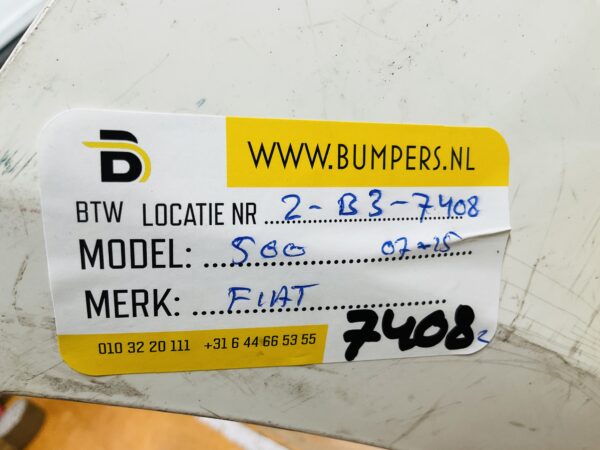 WWW.BUMPERS.NL
BTW LOCATIE NR 2-B3-7408
MODEL: 500 07-15
MERK: FIAT
010 32 20 111 +31 6 44 66 53 55
7408